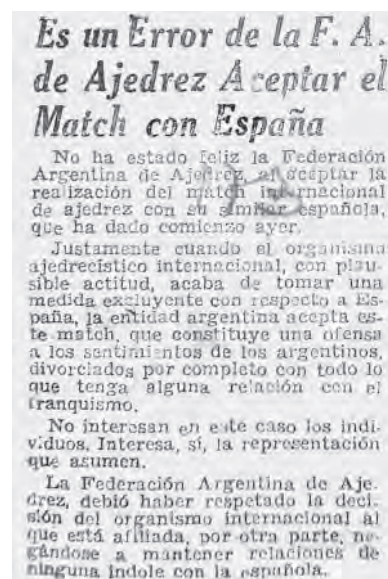 Es un Error de la F. A.
de Ajedrez Aceptar el
Match con España
No ha estado feliz la Federación
Argentina de Ajedrez, al aceptar la
realización del match internacional
de ajedrez con su similar española,
que ha dado comienzo ayer.
Justamente cuando el organismo
ajedrecístico internacional, con plau-
sible actitud, acaba de tomar una
medida excluyente con respecto a Es-
paña, la entidad argentina acepta es-
te match, que constituye una ofensa
a los sentimientos de los argentinos,
divorciados por completo con todo lo
que tenga alguna relación con el
franquismo.
No interesan en este caso los indi-
viduos. Interesa, sí, la representación
que asumen.
La Federación Argentina de Aje-
drez, debió haber respetado la deci-
sión del organismo internacional al
que está afiliada, por otra parte, ne-
gándose a mantener relaciones de
ninguna índole con la española.